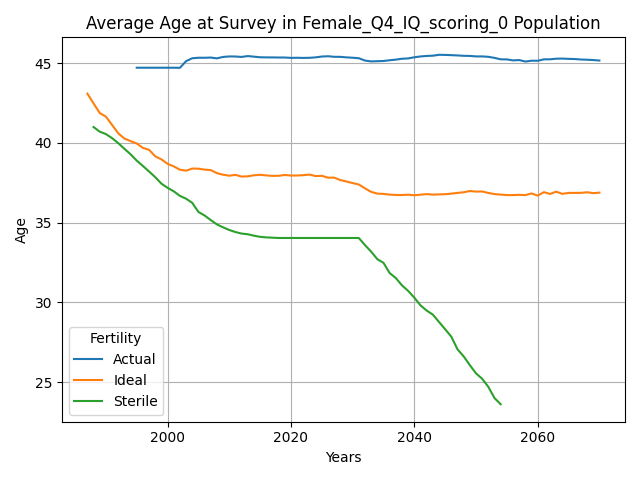 Average Age at Survey in Female_Q4_IQ_scoring_0 Population
45
40
35
30
25
Age
Fertility
Actual
Ideal
Sterile
2000
2020
2040
2060
Years